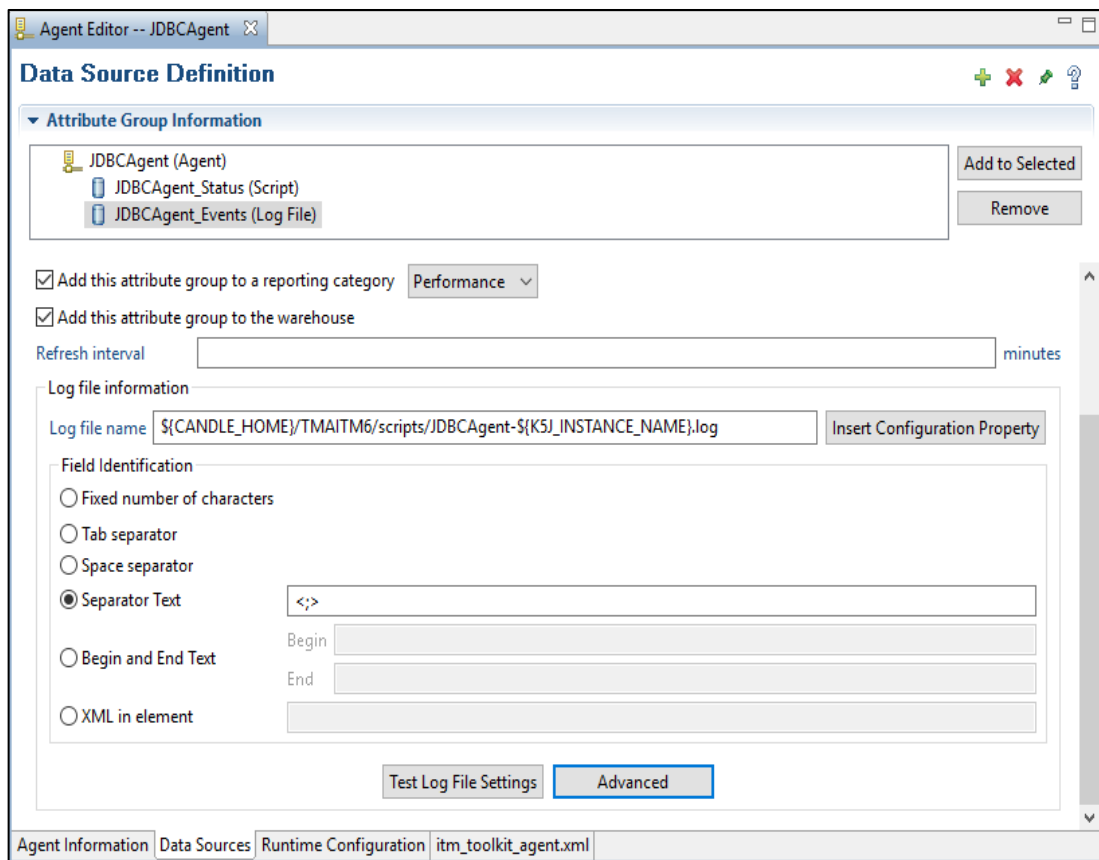 Agent Editor -- JDBCAgent
Data Source Definition
Attribute Group Information
JDBCAgent (Agent)
JDBCAgent_Status (Script)
JDBCAgent_Events (Log File)
Add to Selected
Remove
Add this attribute group to a reporting category Performance
Add this attribute group to the warehouse
Refresh interval minutes
Log file information
Log file name ${CANDLE_HOME}/TMAITM6/scripts/JDBCAgent-${K5J_INSTANCE_NAME}.log Insert Configuration Property
Field Identification
Fixed number of characters
Tab separator
Space separator
Separator Text <;>
Begin
Begin and End Text
End
XML in element
Test Log File Settings Advanced
Agent Information Data Sources Runtime Configuration itm_toolkit_agent.xml